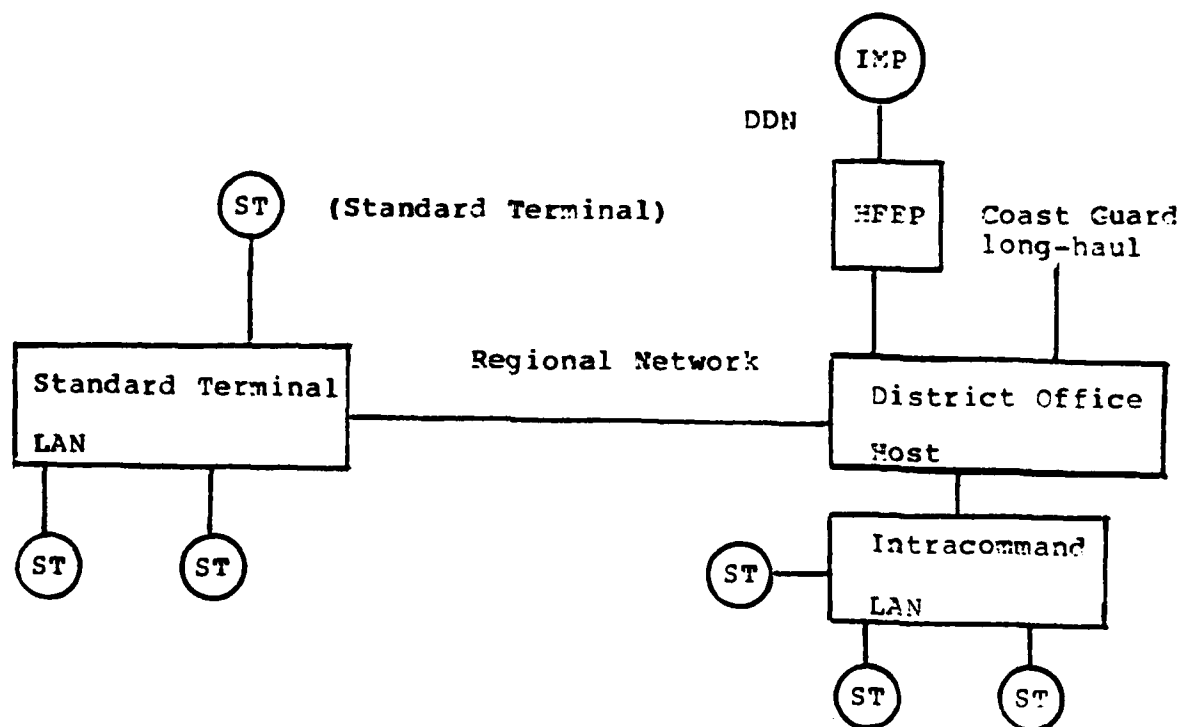 IMP
DDN
ST (Standard Terminal)
HFEP
Coast Guard
long-haul
Regional Network
Standard Terminal
LAN
District Office
Host
ST
ST
Intracommand
LAN
ST
ST
ST